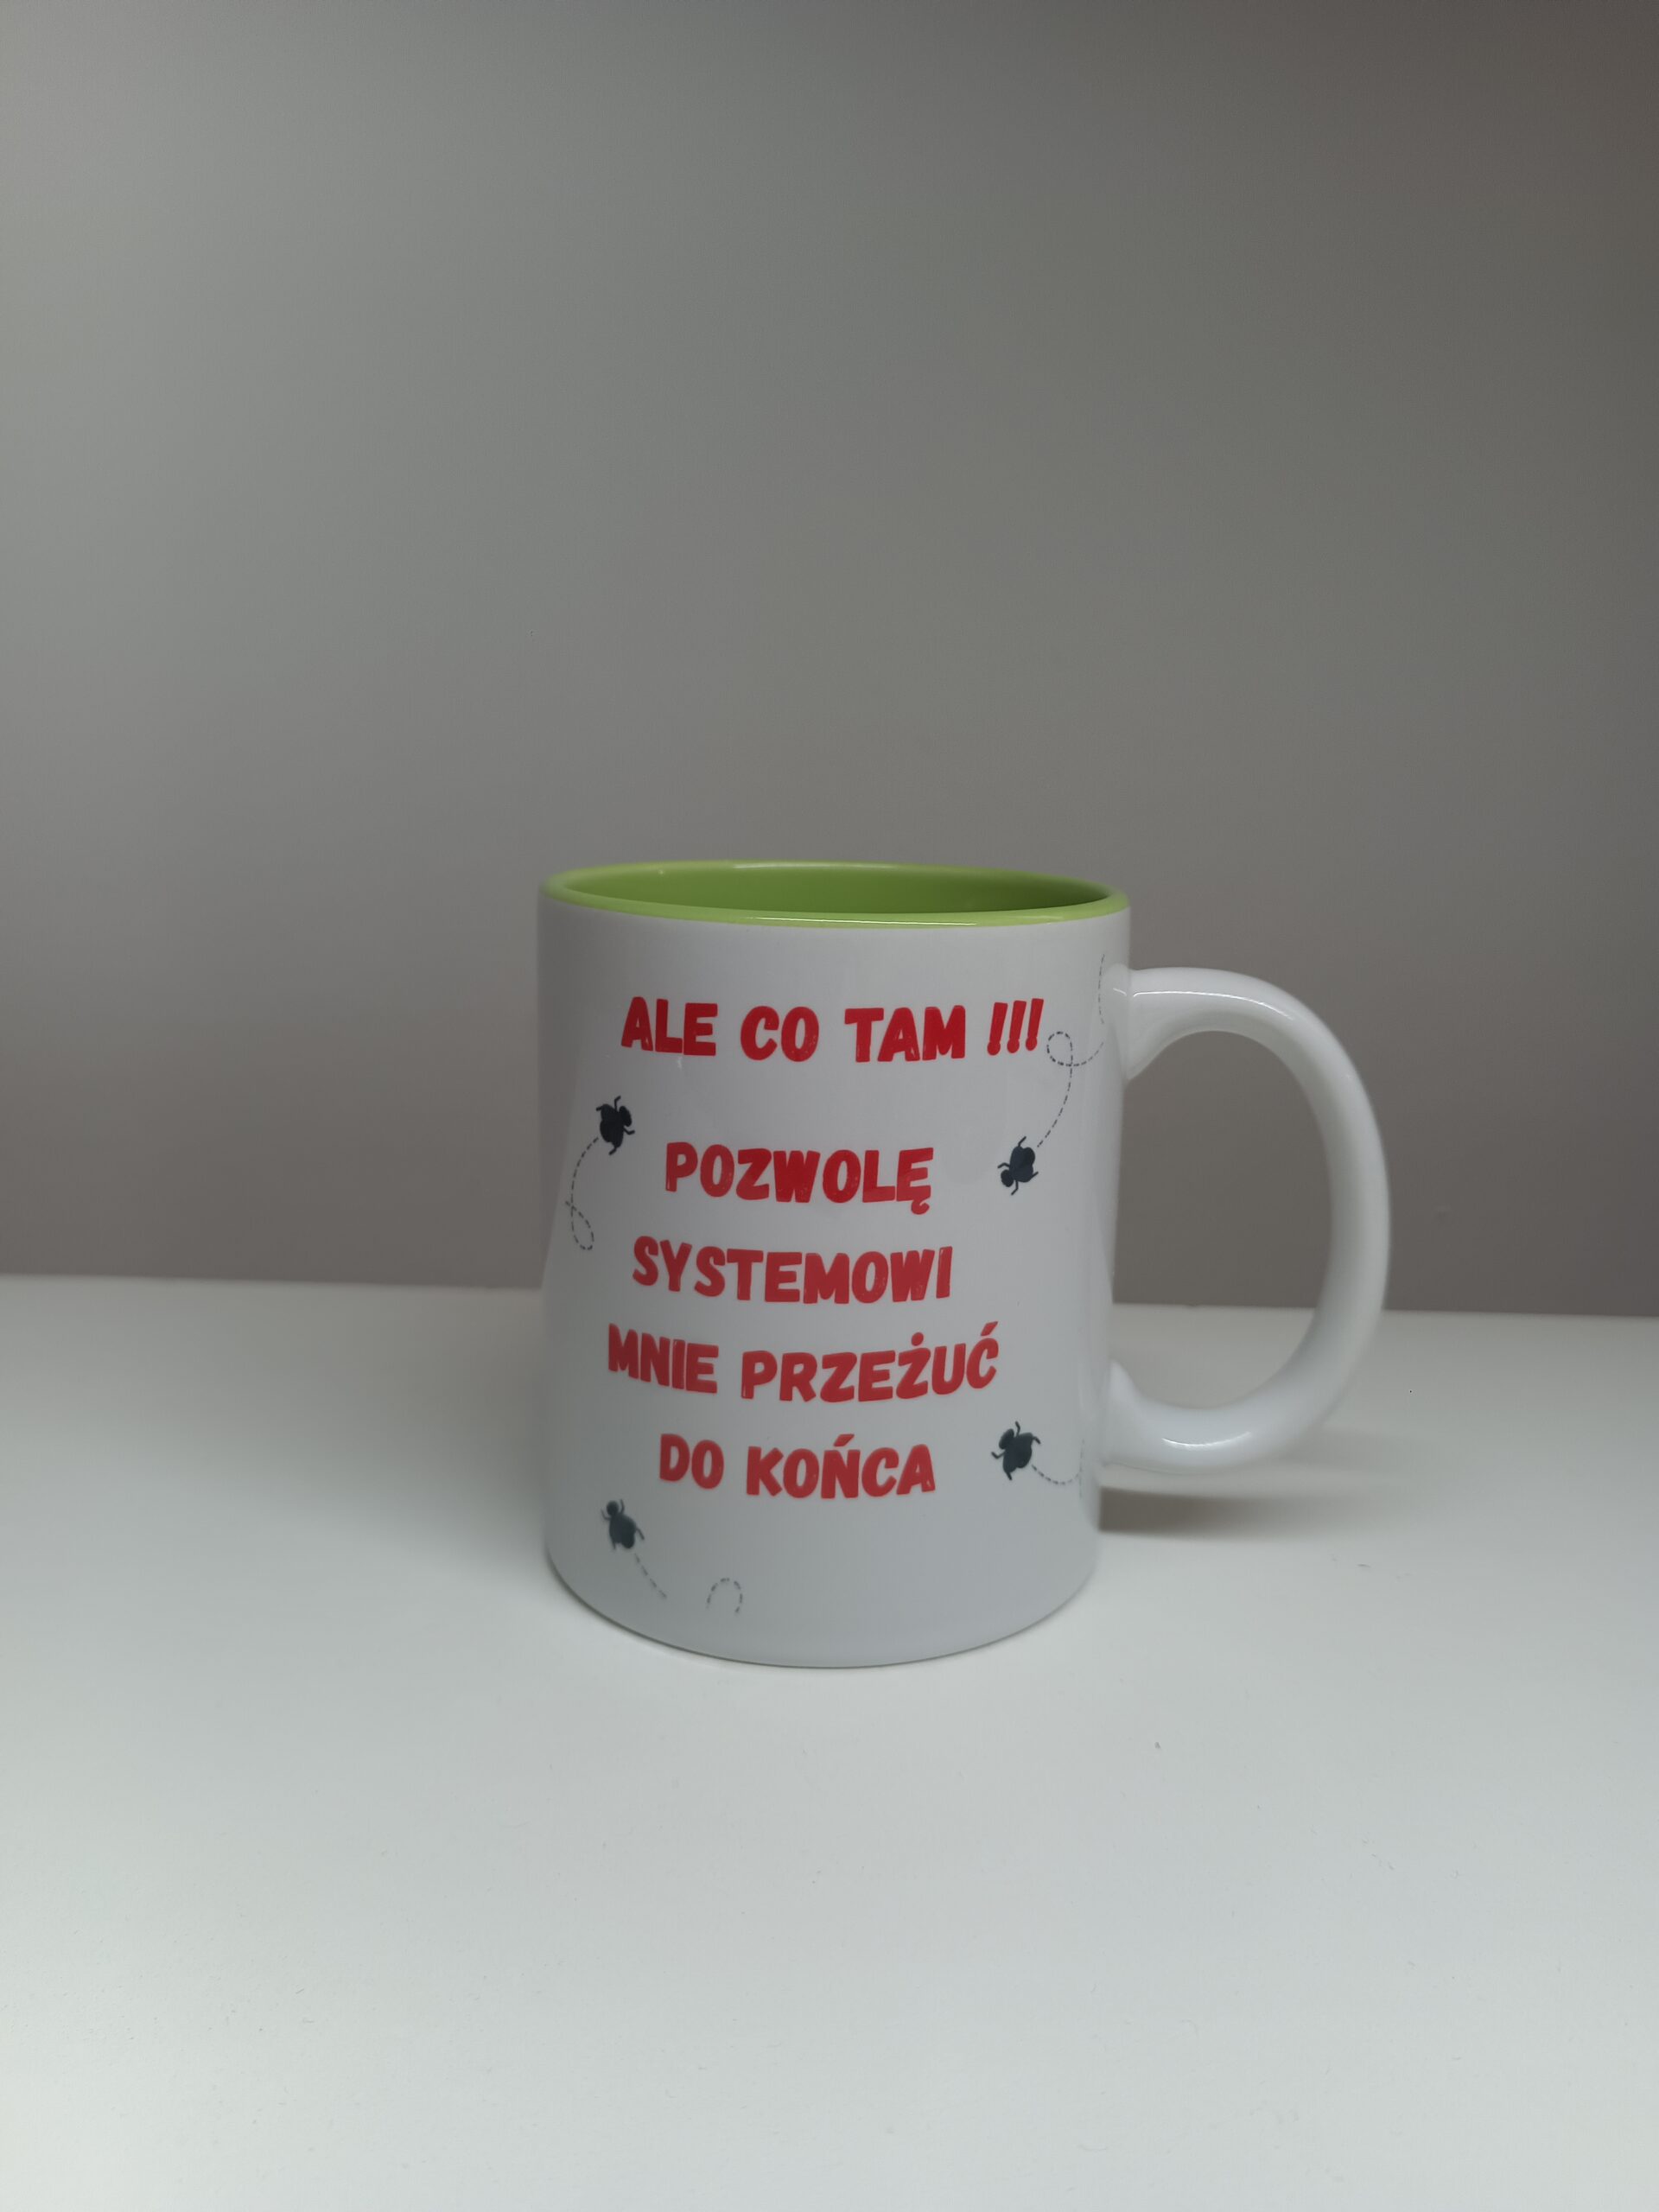 ALE CO TAM !!!
POZWOLĘ
SYSTEMOWI
MNIE PRZEŻUĆ
DO KOŃCA